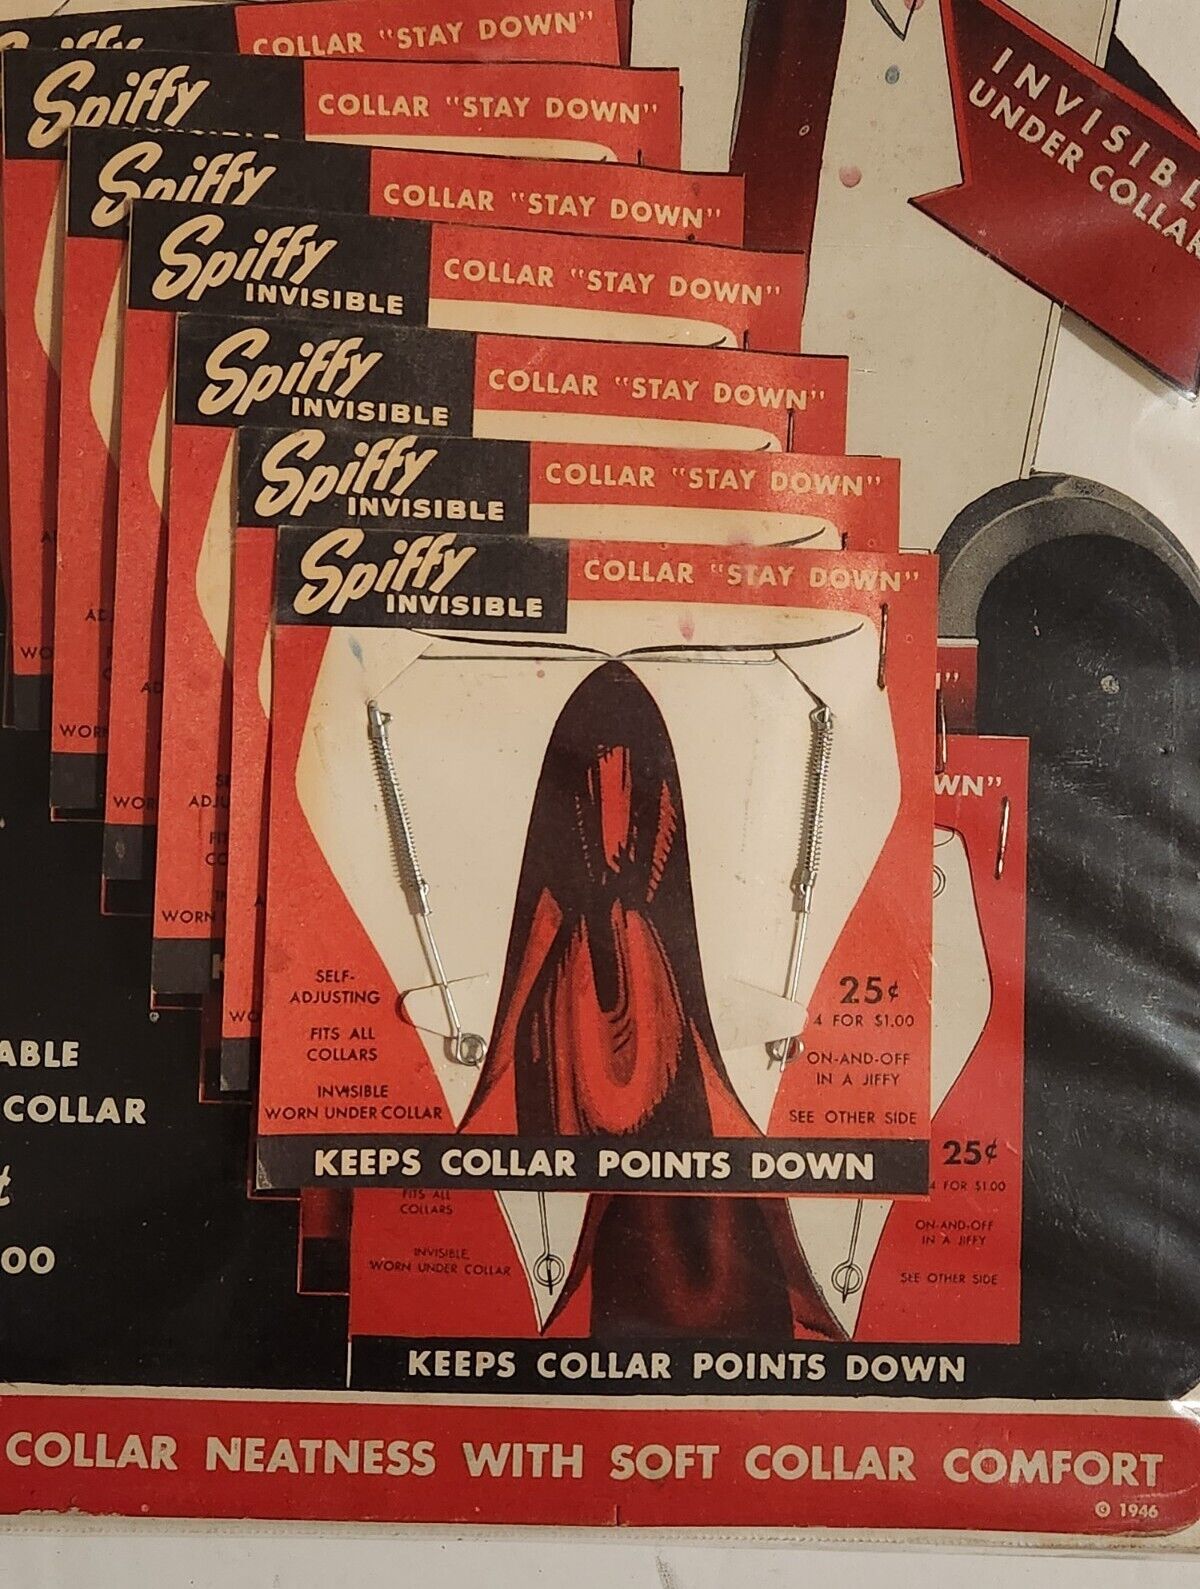 COLLAR "STAY DOWN"
Spiffy
COLLAR "STAY DOWN"
Spiffy
COLLAR "STAY DOWN"
Spiffy
INVISIBLE
COLLAR "STAY DOWN"
Spiffy
INVISIBLE
COLLAR "STAY DOWN"
Spiffy
INVISIBLE
COLLAR "STAY DOWN"
Spiffy
INVISIBLE
COLLAR "STAY DOWN"
INVISIBL
UNDER COLLAR
SELF-
ADJUSTING
FITS ALL
COLLARS
INVISIBLE
WORN UNDER COLLAR
25¢
4 FOR $1.00
ON-AND-OFF
IN A JIFFY
SEE OTHER SIDE
KEEPS COLLAR POINTS DOWN
WN"
25¢
4 FOR $1.00
ON-AND-OFF
IN A JIFFY
SEE OTHER SIDE
FITS ALL
COLLARS
INVISIBLE
WORN UNDER COLLAR
KEEPS COLLAR POINTS DOWN
ABLE
COLLAR
00
COLLAR NEATNESS WITH SOFT COLLAR COMFORT
© 1946